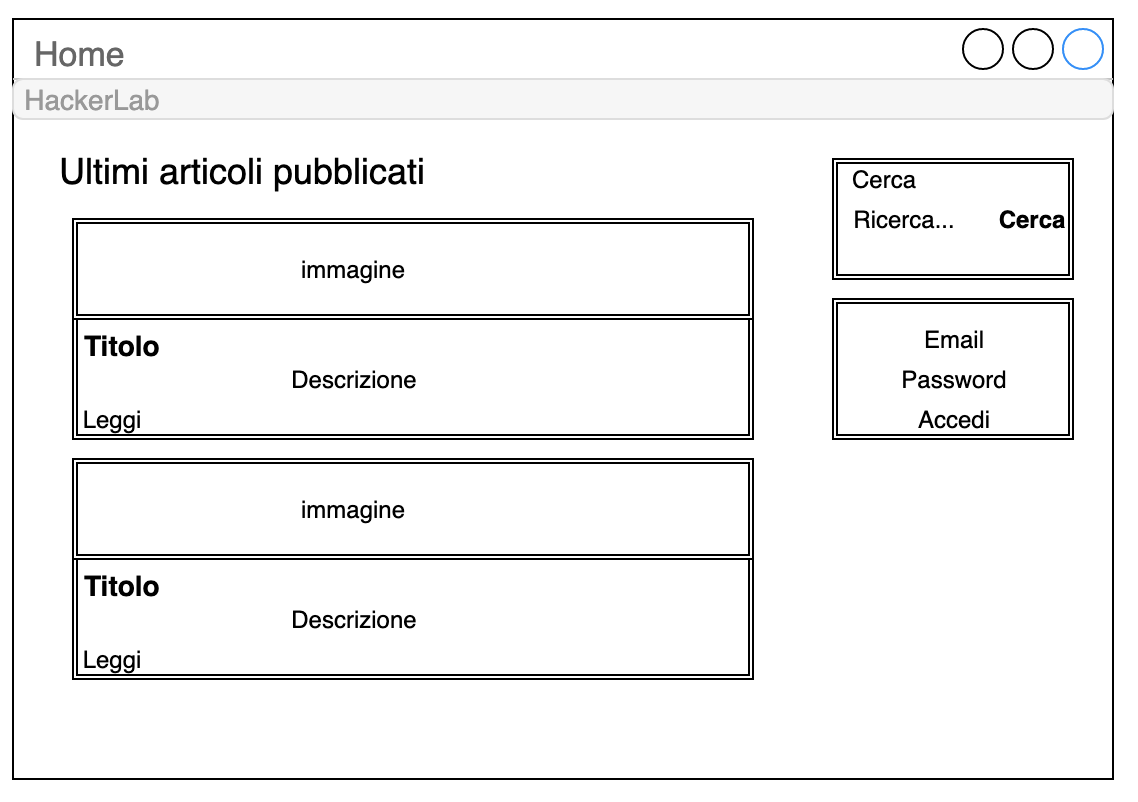 Home
HackerLab
Ultimi articoli pubblicati
immagine
Titolo
Descrizione
Leggi
immagine
Titolo
Descrizione
Leggi
Cerca
Ricerca... Cerca
Email
Password
Accedi